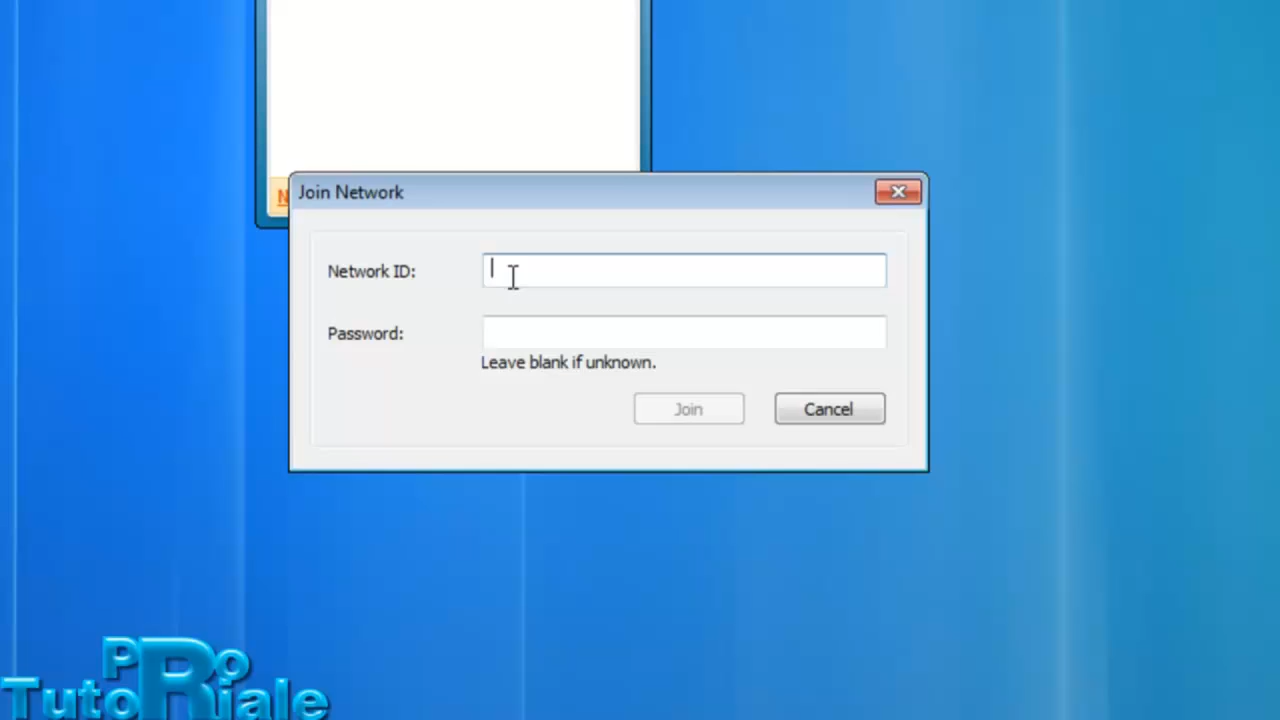 Join Network
Network ID:
Password:
Leave blank if unknown.
Join
Cancel
PRo
TutoRiale